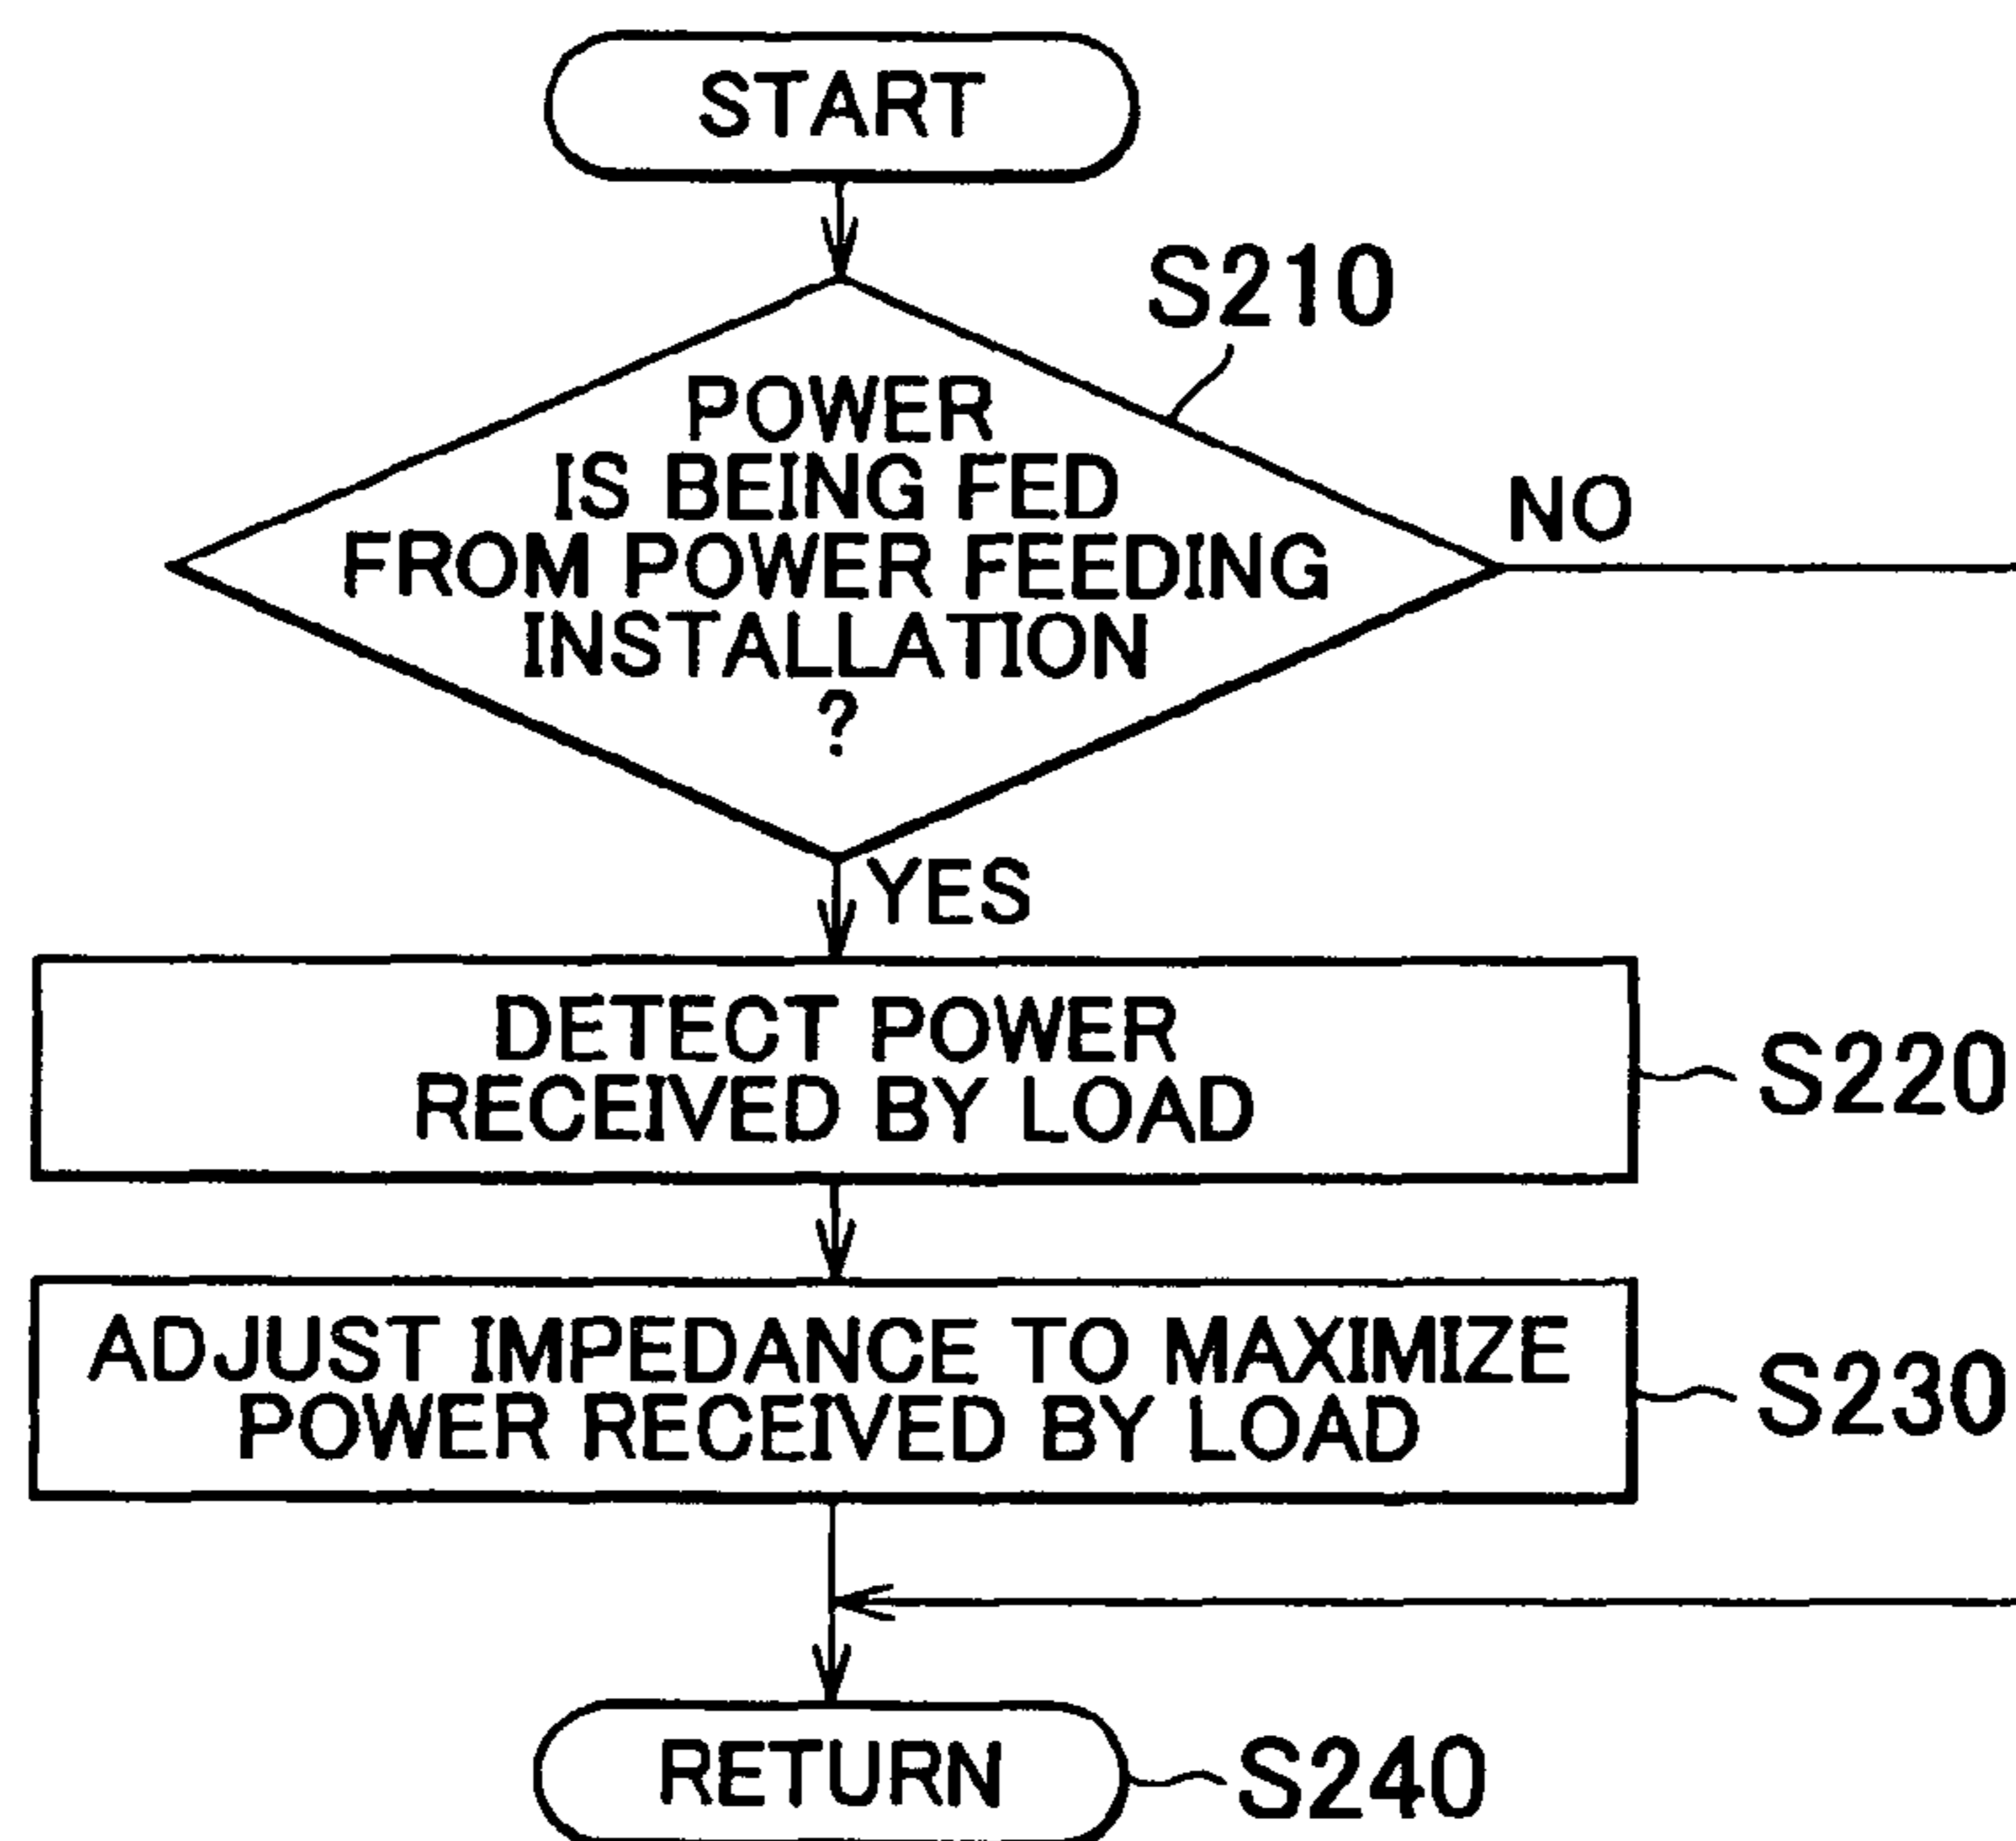 START
S210
POWER
IS BEING FED
FROM POWER FEEDING
INSTALLATION
?
NO
YES
DETECT POWER
RECEIVED BY LOAD
S220
ADJUST IMPEDANCE TO MAXIMIZE
POWER RECEIVED BY LOAD
S230
RETURN
S240